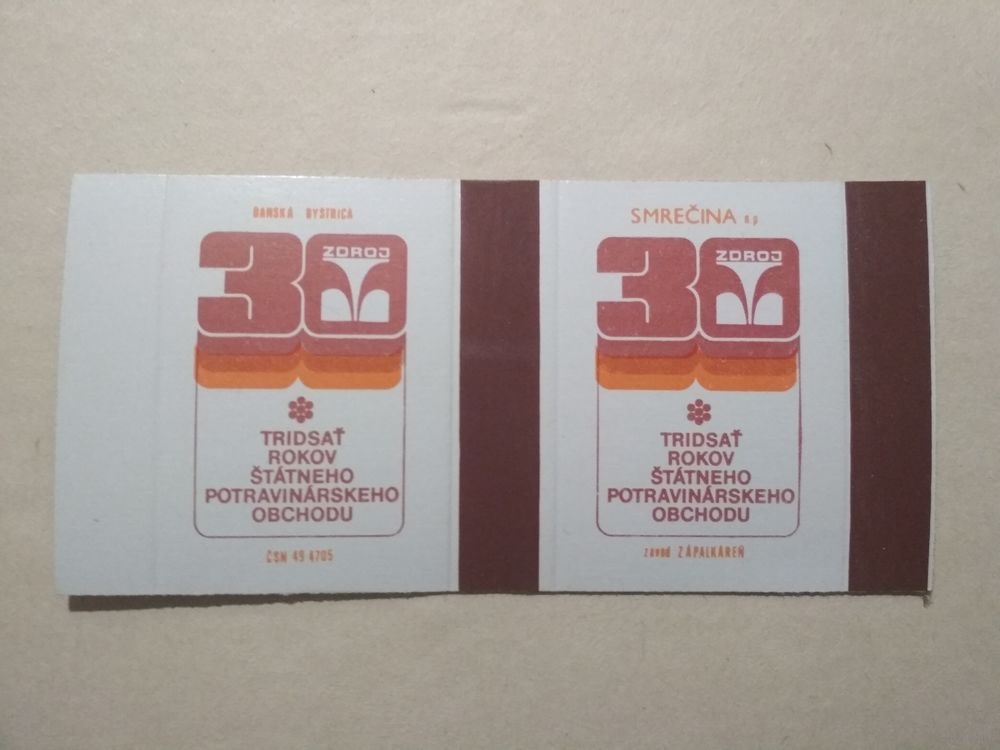 BANSKÁ BYSTRICA
30
ZDROJ
TRIDSAŤ
ROKOV
ŠTÁTNEHO
POTRAVINÁRSKEHO
OBCHODU
ČSN 49 4705
SMREČINA n.p.
30
ZDROJ
TRIDSAŤ
ROKOV
ŠTÁTNEHO
POTRAVINÁRSKEHO
OBCHODU
závod ZÁPALKÁREŇ